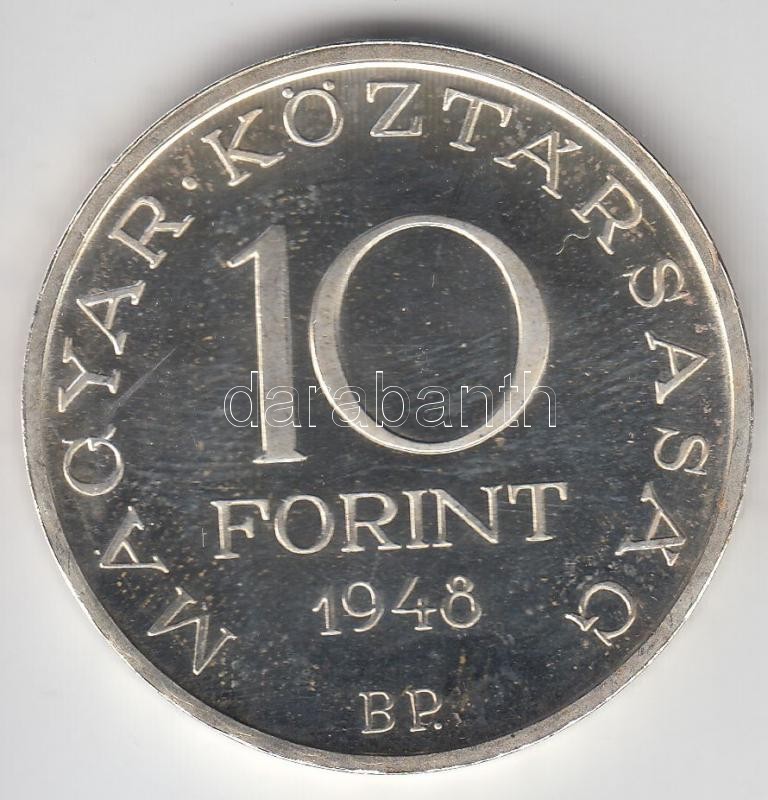 MAGYAR · KÖZTÁRSASÁG
10
darabanth
FORINT
1948
BP.